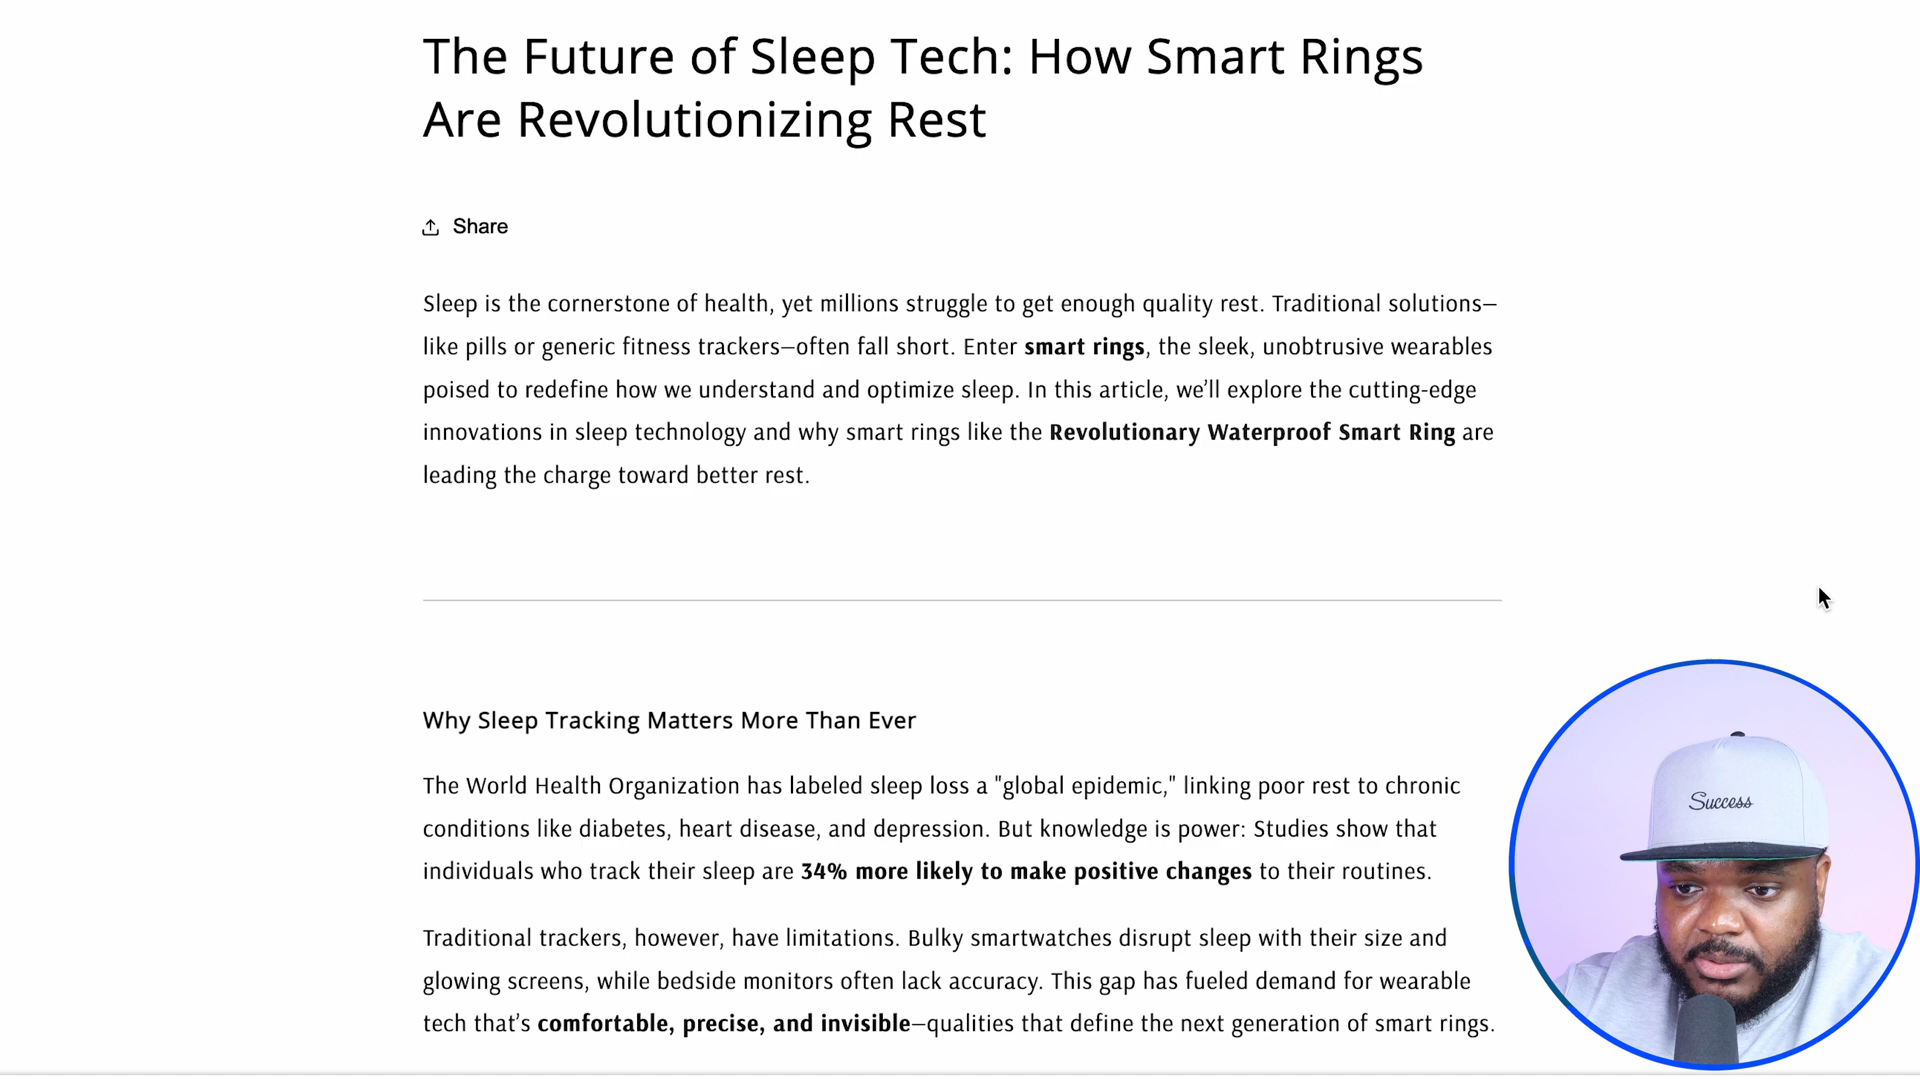 The Future of Sleep Tech: How Smart Rings
Are Revolutionizing Rest
Share
Sleep is the cornerstone of health, yet millions struggle to get enough quality rest. Traditional solutions—
like pills or generic fitness trackers—often fall short. Enter smart rings, the sleek, unobtrusive wearables
poised to redefine how we understand and optimize sleep. In this article, we’ll explore the cutting-edge
innovations in sleep technology and why smart rings like the Revolutionary Waterproof Smart Ring are
leading the charge toward better rest.
Why Sleep Tracking Matters More Than Ever
The World Health Organization has labeled sleep loss a "global epidemic," linking poor rest to chronic
conditions like diabetes, heart disease, and depression. But knowledge is power: Studies show that
individuals who track their sleep are 34% more likely to make positive changes to their routines.
Traditional trackers, however, have limitations. Bulky smartwatches disrupt sleep with their size and
glowing screens, while bedside monitors often lack accuracy. This gap has fueled demand for wearable
tech that’s comfortable, precise, and invisible—qualities that define the next generation of smart rings.
Success